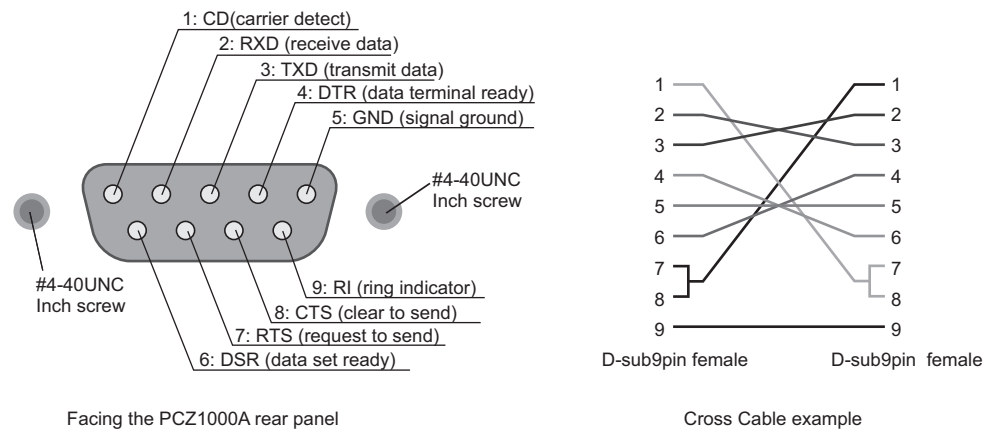 1: CD(carrier detect)
2: RXD (receive data)
3: TXD (transmit data)
4: DTR (data terminal ready)
5: GND (signal ground)
#4-40UNC
Inch screw
#4-40UNC
Inch screw
9: RI (ring indicator)
8: CTS (clear to send)
7: RTS (request to send)
6: DSR (data set ready)
Facing the PCZ1000A rear panel
1 1
2 2
3 3
4 4
5 5
6 6
7 7
8 8
9 9
D-sub9pin female D-sub9pin female
Cross Cable example